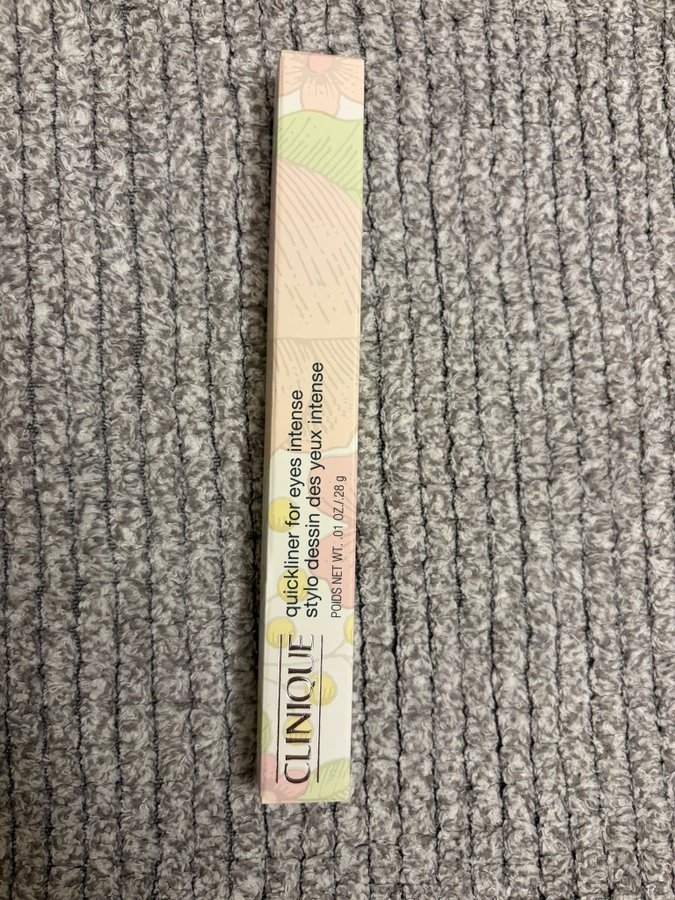 CLINIQUE
quickliner for eyes intense
stylo dessin des yeux intense
POIDS NET WT. .01 OZ./.28 g